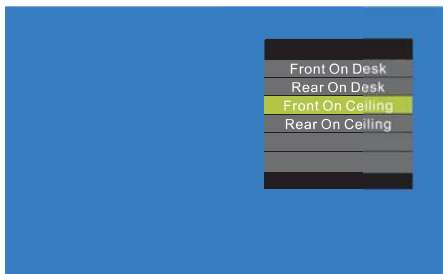 Front On Desk
Rear On Desk
Front On Ceiling
Rear On Ceiling